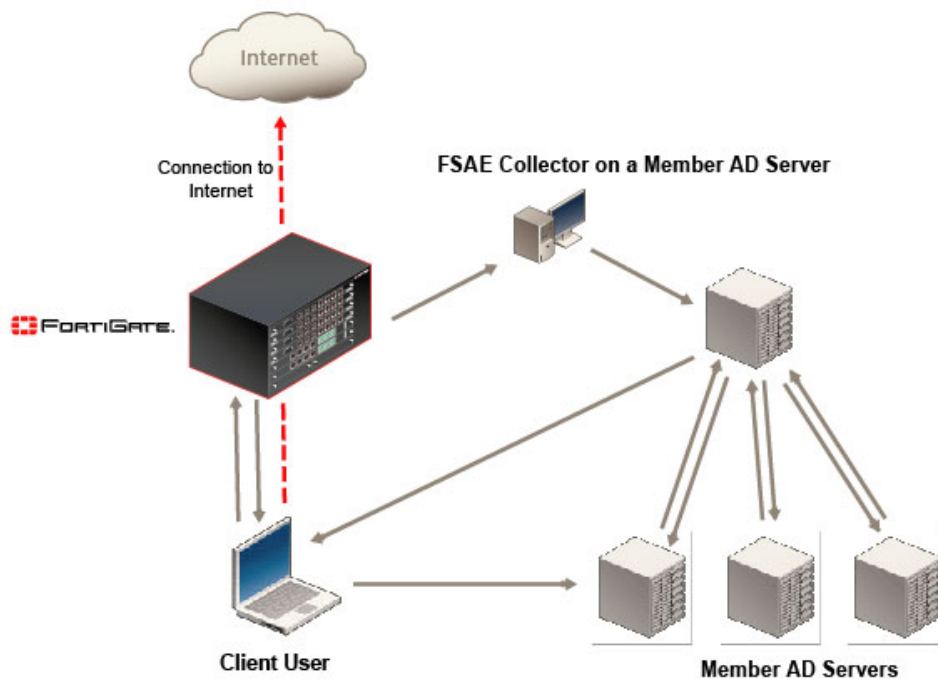 Internet
Connection to
Internet
FSAE Collector on a Member AD Server
FORTIGATE.
Client User
Member AD Servers